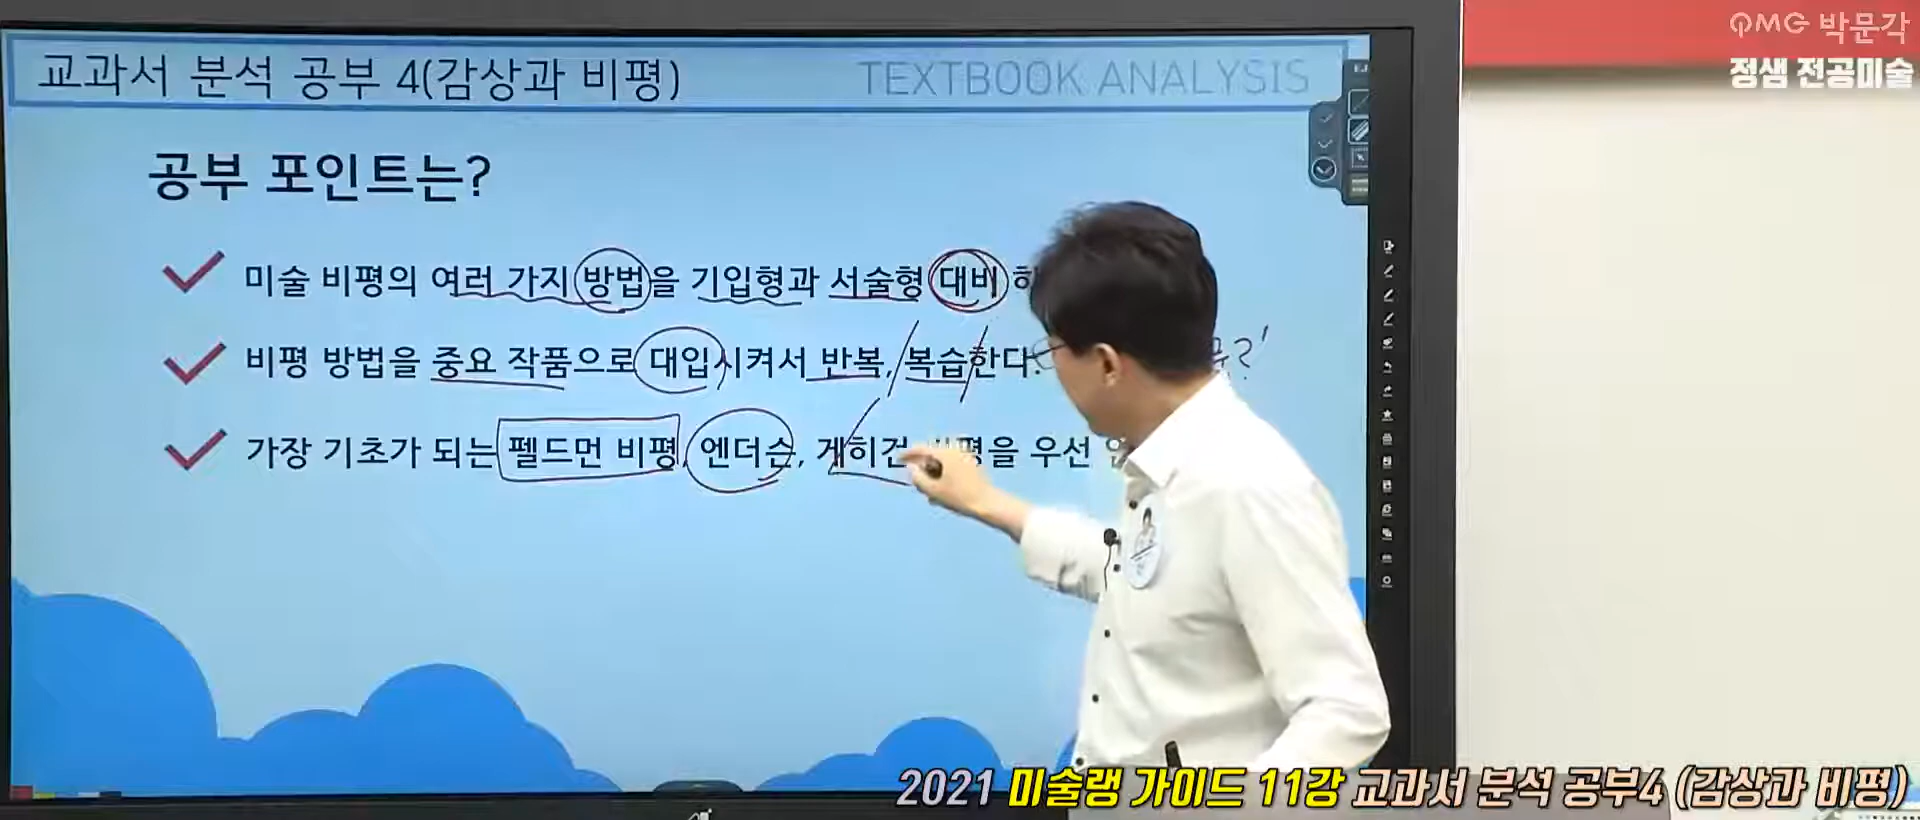 PMG 박문각
정샘 전공미술
교과서 분석 공부 4(감상과 비평)
TEXTBOOK ANALYSIS
공부 포인트는?
미술 비평의 여러 가지 방법을 기입형과 서술형 대비
비평 방법을 중요 작품으로 대입시켜서 반복, 복습한다.
가장 기초가 되는 펠드먼 비평, 엔더슨, 게히건 비평을 우선
2021 미술랭 가이드 11강 교과서 분석 공부4 (감상과 비평)